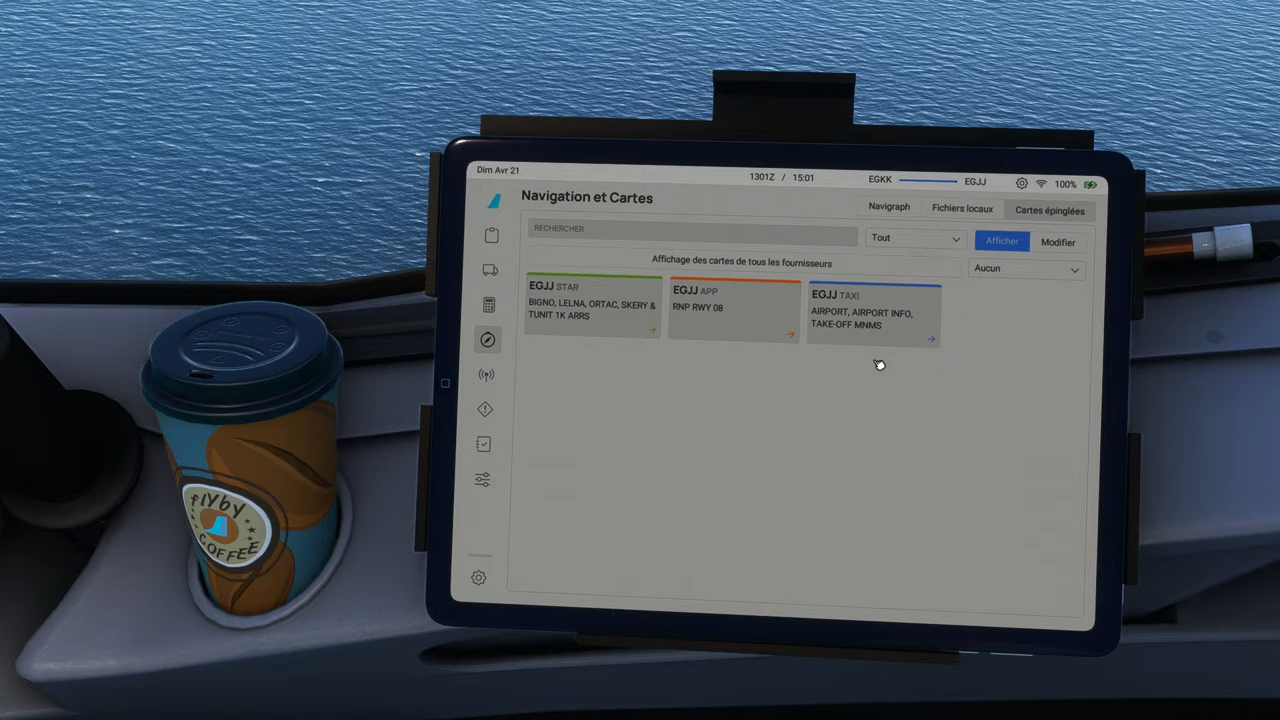 Dim Avr 21
1301Z / 15:01
EGKK
EGJJ
100%
Navigation et Cartes
Navigraph
Fichiers locaux
Cartes épinglées
RECHERCHER
Tout
Afficher
Modifier
Affichage des cartes de tous les fournisseurs
Aucun
EGJJ STAR
BIGNO, LELNA, ORTAC, SKERY &
TUNIT 1K ARRS
EGJJ APP
RNP RWY 08
EGJJ TAXI
AIRPORT, AIRPORT INFO,
TAKE-OFF MNMS
flyby
COFFEE